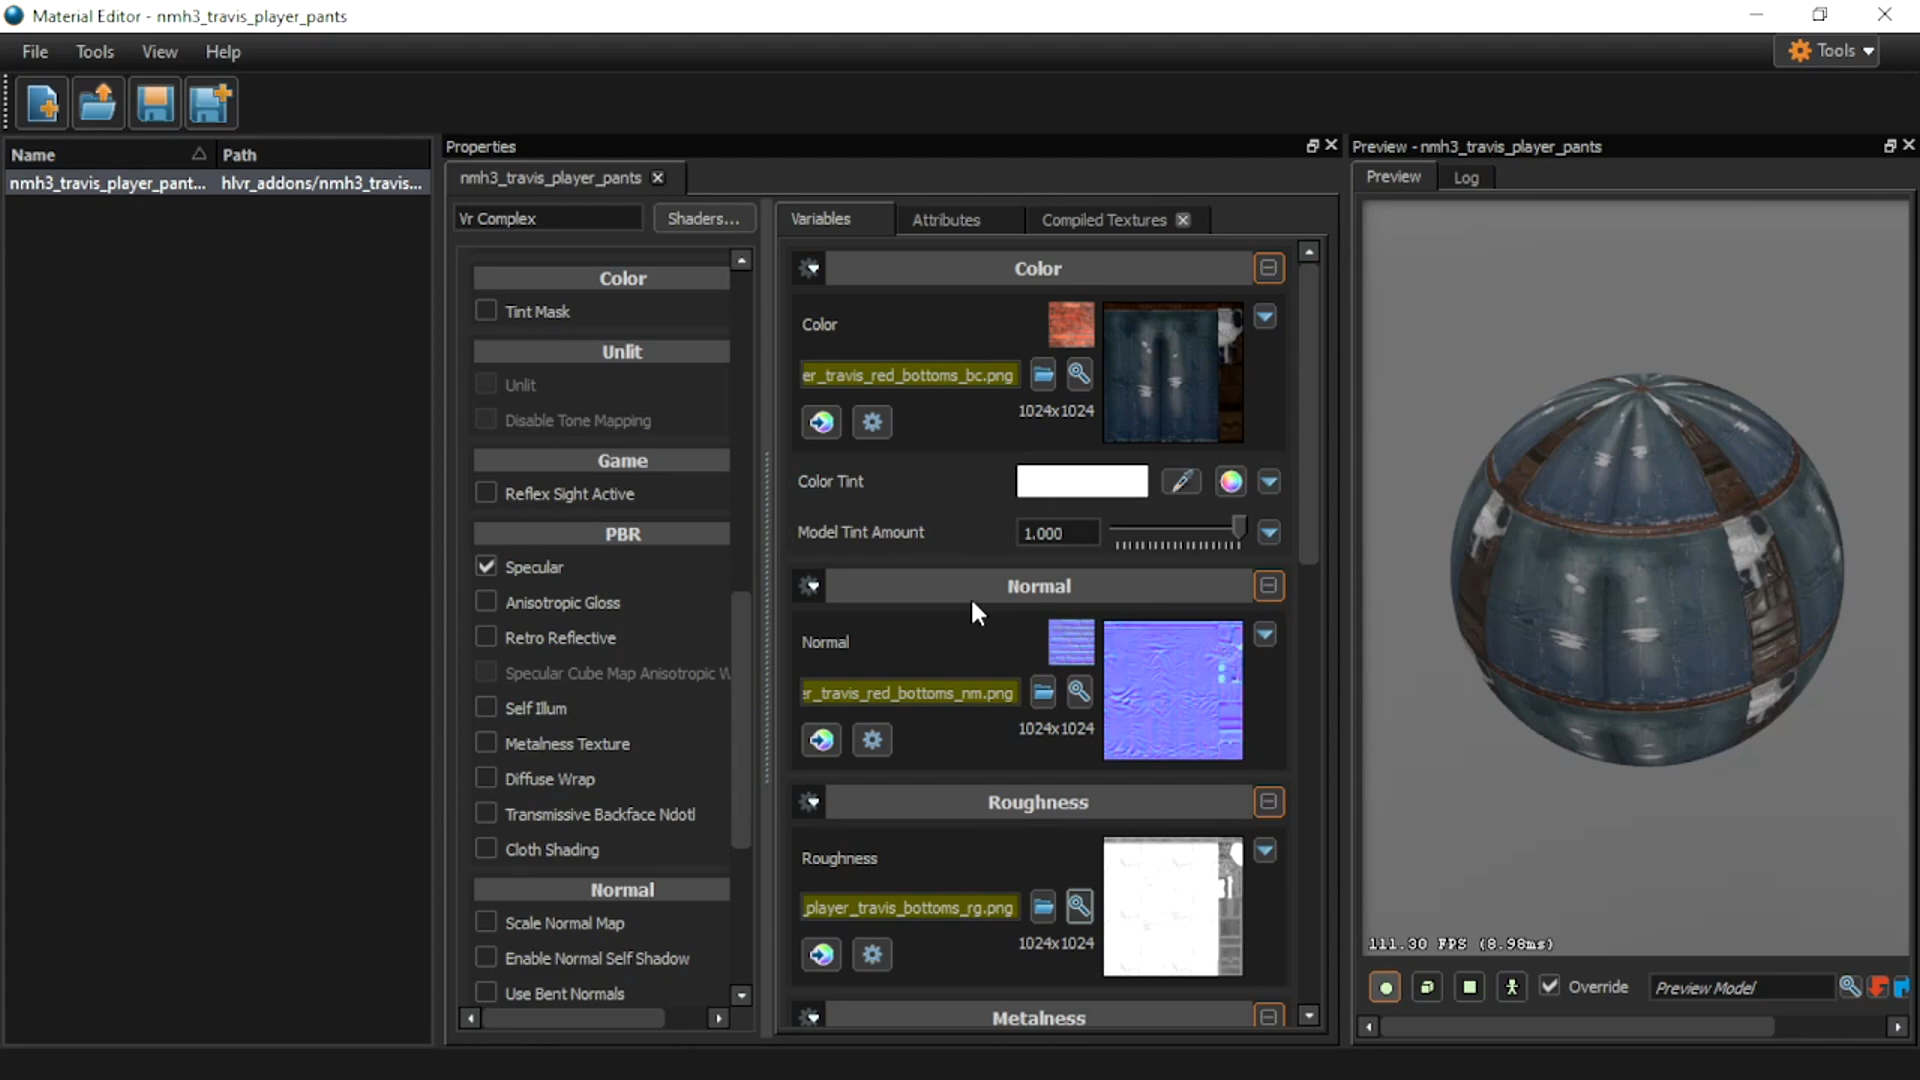 Material Editor - nmh3_travis_player_pants
File Tools View Help
Tools
Name Path
nmh3_travis_player_pant... hlvr_addons/nmh3_travis...
Properties
nmh3_travis_player_pants
Vr Complex Shaders...
Color
Tint Mask
Unlit
Unlit
Disable Tone Mapping
Game
Reflex Sight Active
PBR
Specular
Anisotropic Gloss
Retro Reflective
Specular Cube Map Anisotropic W
Self Illum
Metalness Texture
Diffuse Wrap
Transmissive Backface Ndotl
Cloth Shading
Normal
Scale Normal Map
Enable Normal Self Shadow
Use Bent Normals
Variables Attributes Compiled Textures
Color
Color
er_travis_red_bottoms_bc.png
1024x1024
Color Tint
Model Tint Amount 1.000
Normal
Normal
er_travis_red_bottoms_nm.png
1024x1024
Roughness
Roughness
_player_travis_bottoms_rg.png
1024x1024
Metalness
Preview - nmh3_travis_player_pants
Preview Log
111.30 FPS (8.98ms)
Override Preview Model